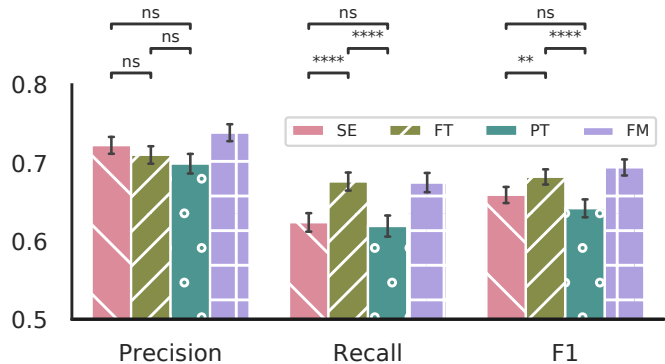 ns ns ns
ns **** ****
ns **** **
0.8
SE FT PT FM
0.7
0.6
0.5
Precision Recall F1